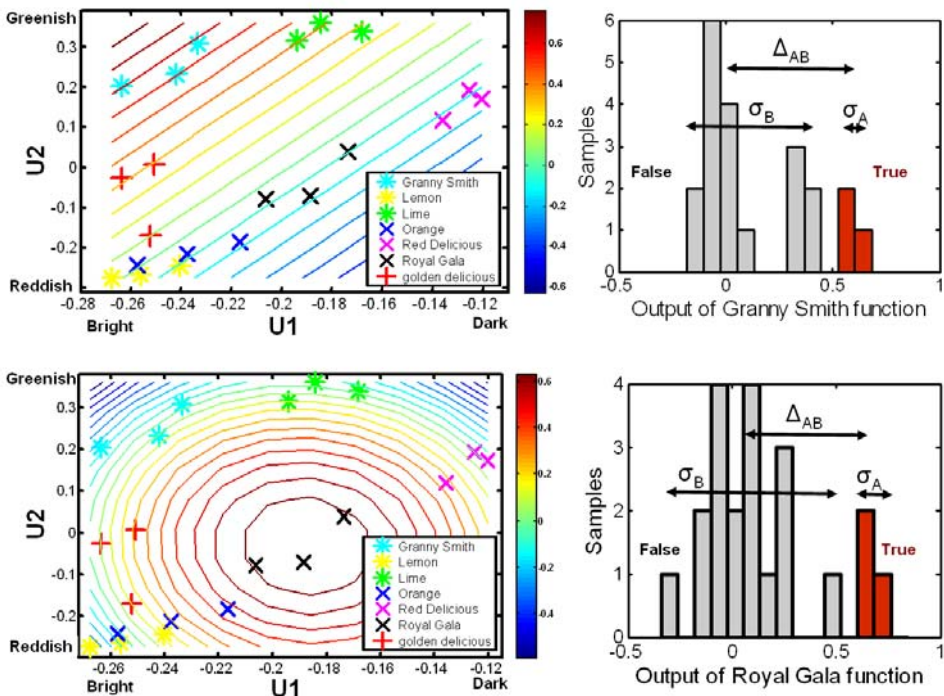 Greenish
0.3
0.2
0.1
0
-0.1
-0.2
Reddish
U2
-0.28 -0.26 -0.24 -0.22 -0.2 -0.18 -0.16 -0.14 -0.12
Bright U1 Dark
Granny Smith
Lemon
Lime
Orange
Red Delicious
Royal Gala
golden delicious
0.6
0.4
0.2
0
-0.2
-0.4
-0.6
6
5
4
3
2
1
0
Samples
Δ_AB
σ_B σ_A
False True
-0.5 0 0.5 1
Output of Granny Smith function
Greenish
0.3
0.2
0.1
0
-0.1
-0.2
Reddish
U2
-0.26 -0.24 -0.22 -0.2 -0.18 -0.16 -0.14 -0.12
Bright U1 Dark
Granny Smith
Lemon
Lime
Orange
Red Delicious
Royal Gala
golden delicious
0.6
0.4
0.2
0
-0.2
-0.4
4
3
2
1
0
Samples
Δ_AB
σ_B σ_A
False True
-0.5 0 0.5 1
Output of Royal Gala function